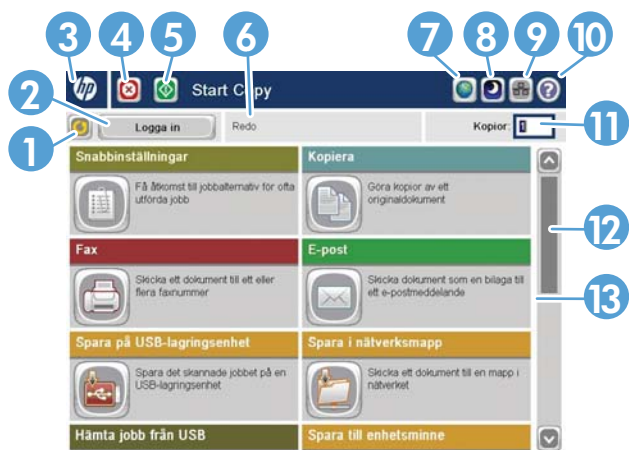 3 4 5 6 7 8 9 10
hp Start Copy ?
2 Logga in Redo Kopior: 1 11
1
Snabbinställningar Kopiera
Få åtkomst till jobbalternativ för ofta
utförda jobb
Göra kopior av ett
originaldokument
12
Fax E-post
Skicka ett dokument till ett eller
flera faxnummer
Skicka dokument som en bilaga till
ett e-postmeddelande
13
Spara på USB-lagringsenhet Spara i nätverksmapp
Spara det skannade jobbet på en
USB-lagringsenhet
Skicka ett dokument till en mapp i
nätverket
Hämta jobb från USB Spara till enhetsminne